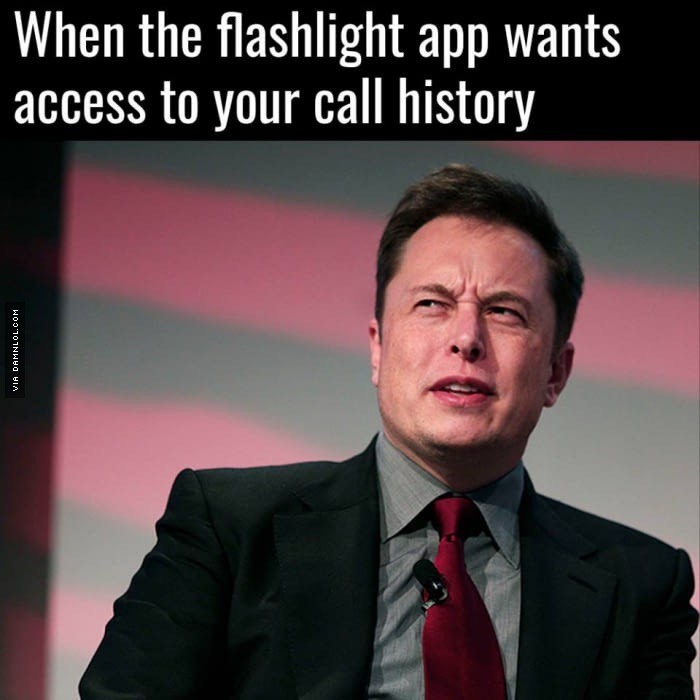 When the flashlight app wants
access to your call history
VIA DAMNLOL.COM